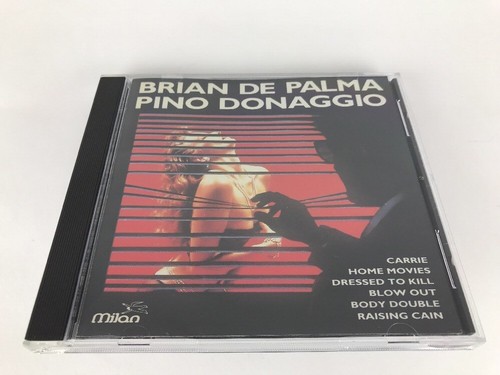 BRIAN DE PALMA
PINO DONAGGIO
CARRIE
HOME MOVIES
DRESSED TO KILL
BLOW OUT
BODY DOUBLE
RAISING CAIN
milan